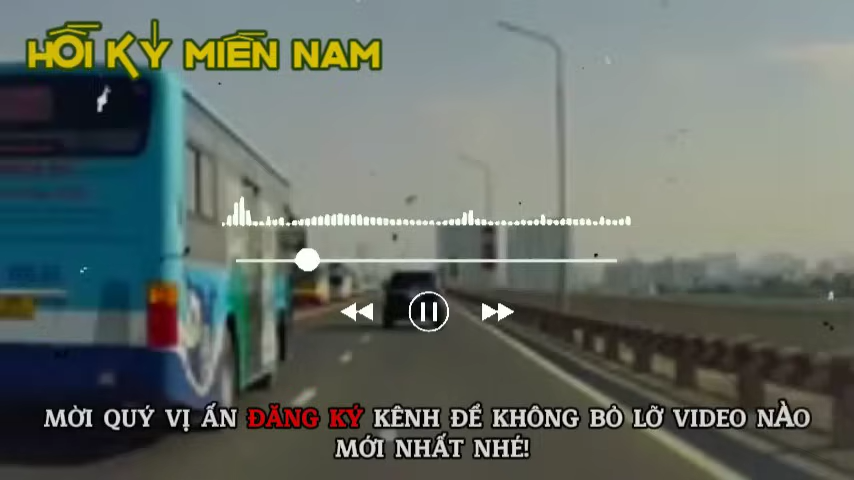 HỒI KÝ MIỀN NAM
MỜI QUÝ VỊ ẤN ĐĂNG KÝ KÊNH ĐỂ KHÔNG BỎ LỠ VIDEO NÀO
MỚI NHẤT NHÉ!